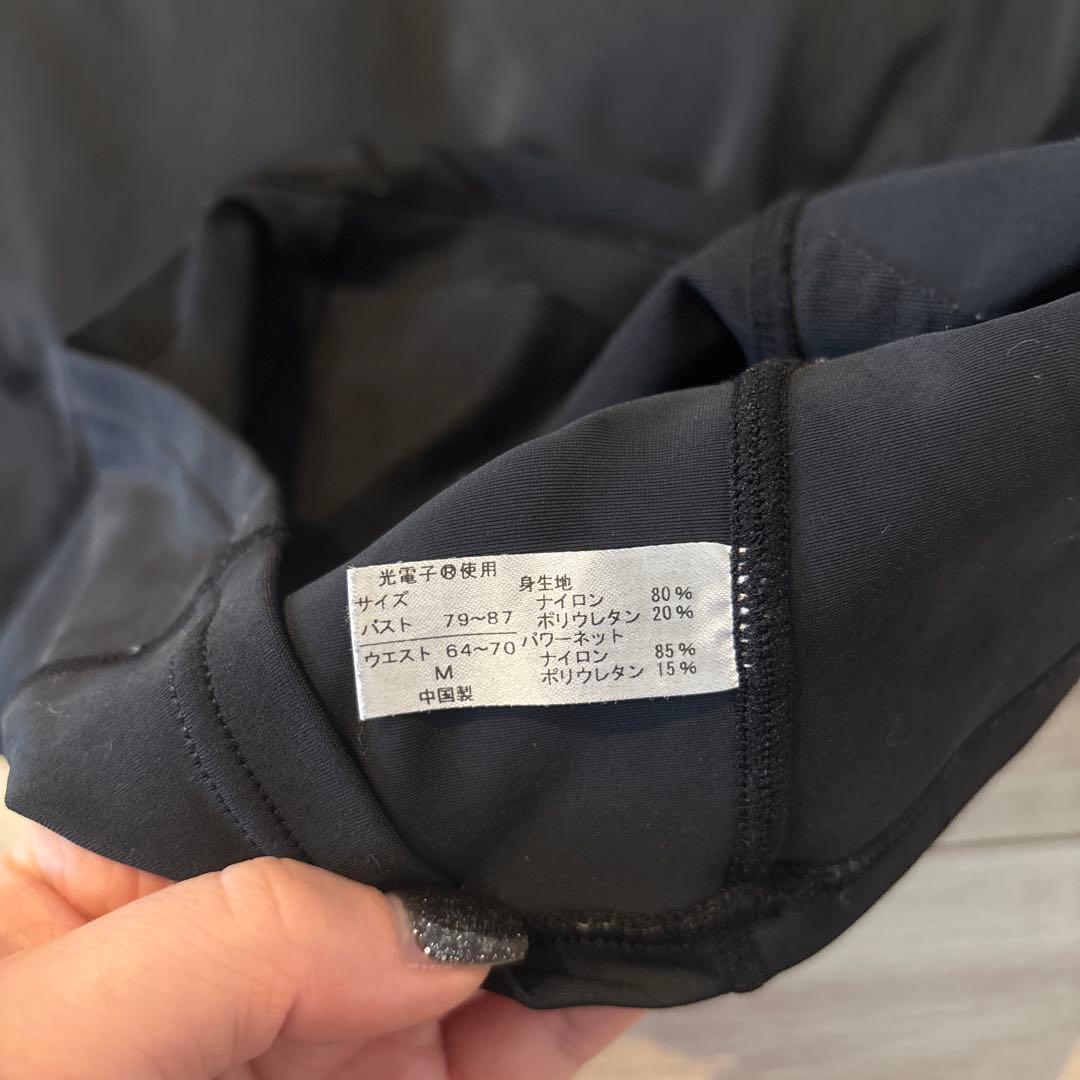 光電子®使用
サイズ
バスト 79~87
ウエスト 64~70
M
中国製
身生地
ナイロン 80%
ポリウレタン 20%
パワーネット
ナイロン 85%
ポリウレタン 15%